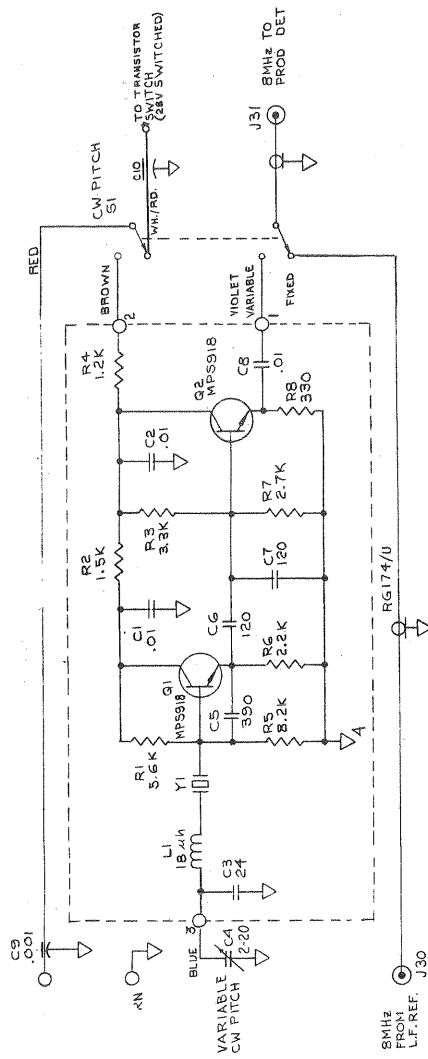 C9
.001
RED
CW PITCH
S1
C10
TO TRANSISTOR
SWITCH
(28V SWITCHED)
WH./RD.
BROWN
2
R4
1.2K
R2
1.5K
C2
.01
C1
.01
R3
3.3K
Q2
MPS918
R1
5.6K
Q1
MPS918
C6
120
C8
.01
1
VIOLET
VARIABLE
FIXED
J31
8MHz TO
PROD DET
BLUE
3
VARIABLE
CW PITCH
C4
2-20
C3
24
L1
18µh
Y1
C5
390
R5
8.2K
R6
2.2K
C7
120
R7
2.7K
R8
330
4
RG174/U
8MHz
FROM
L.F. REF.
J30